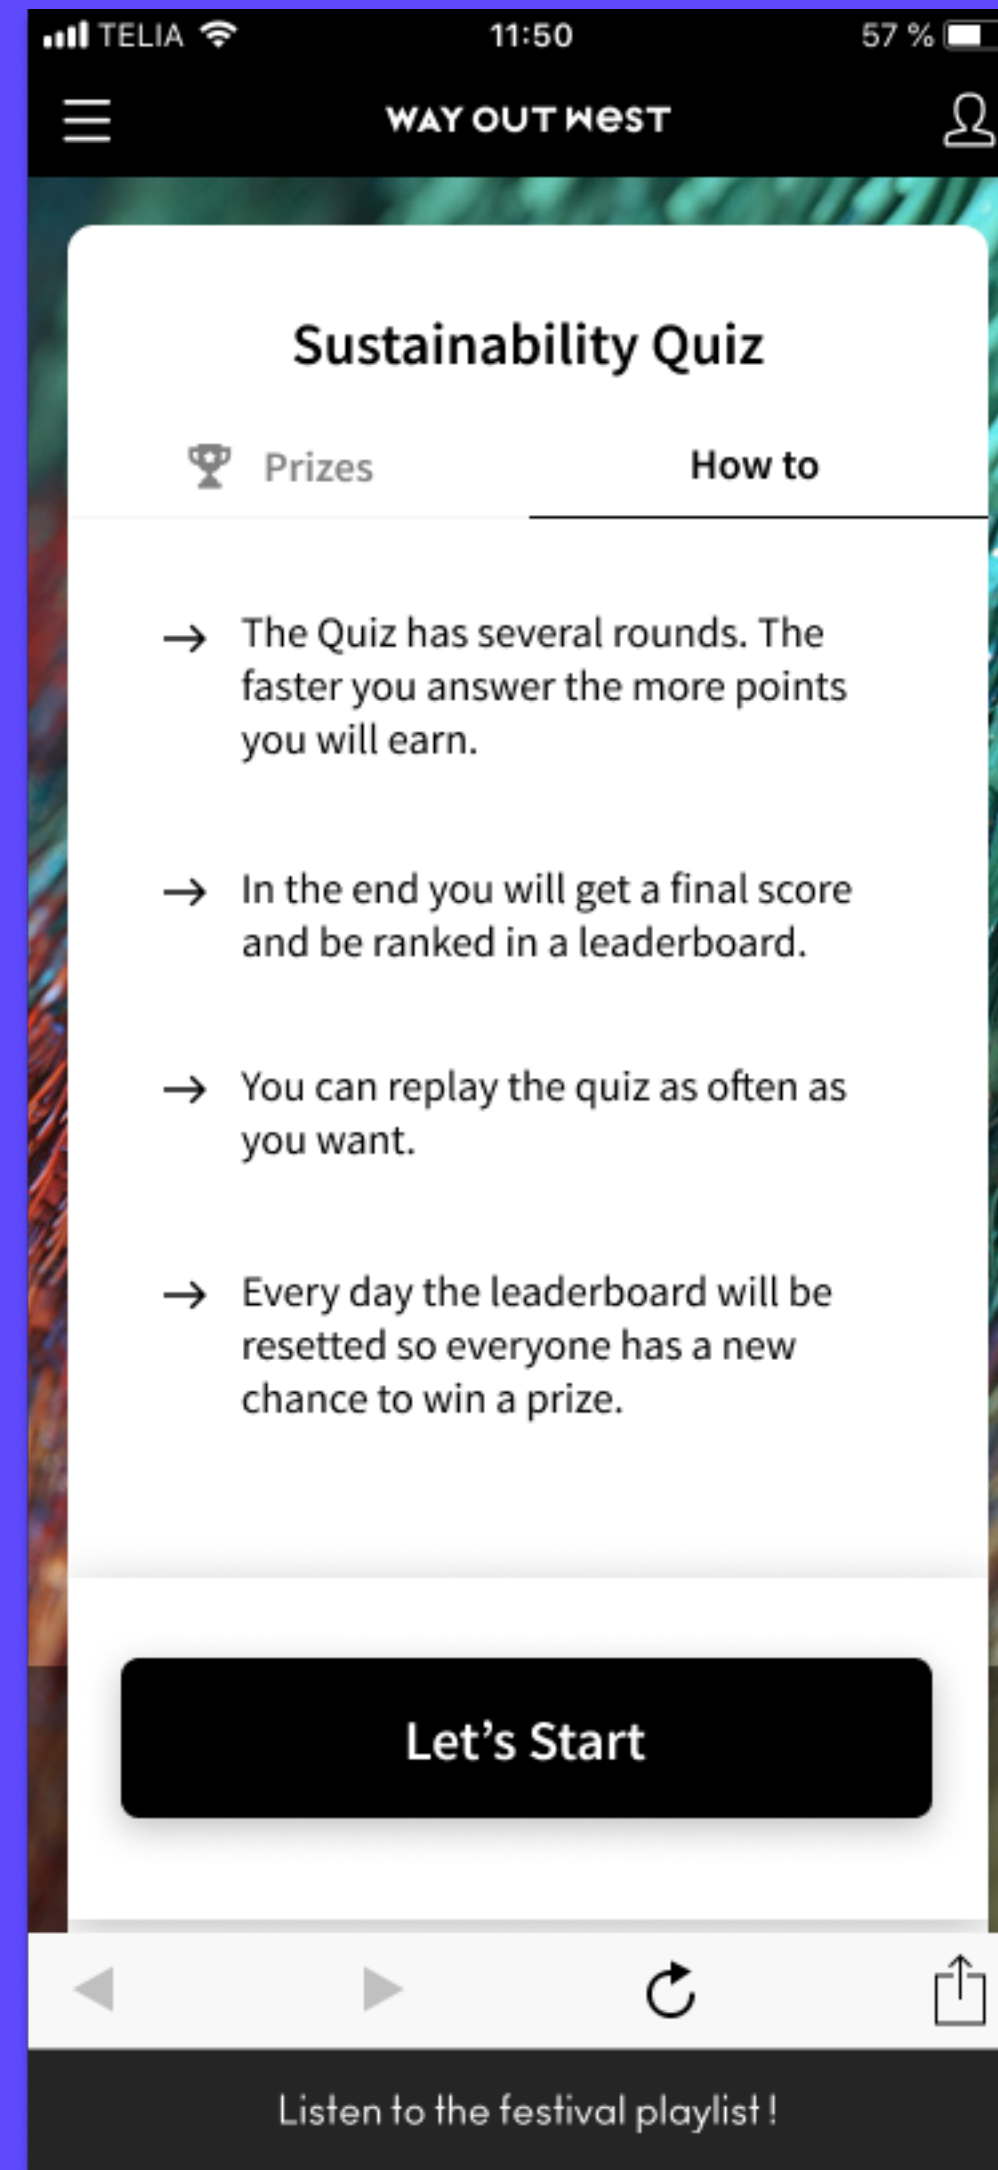 TELIA 11:50 57 %
WAY OUT WEST
Sustainability Quiz
Prizes How to
→ The Quiz has several rounds. The
faster you answer the more points
you will earn.
→ In the end you will get a final score
and be ranked in a leaderboard.
→ You can replay the quiz as often as
you want.
→ Every day the leaderboard will be
resetted so everyone has a new
chance to win a prize.
Let’s Start
Listen to the festival playlist !